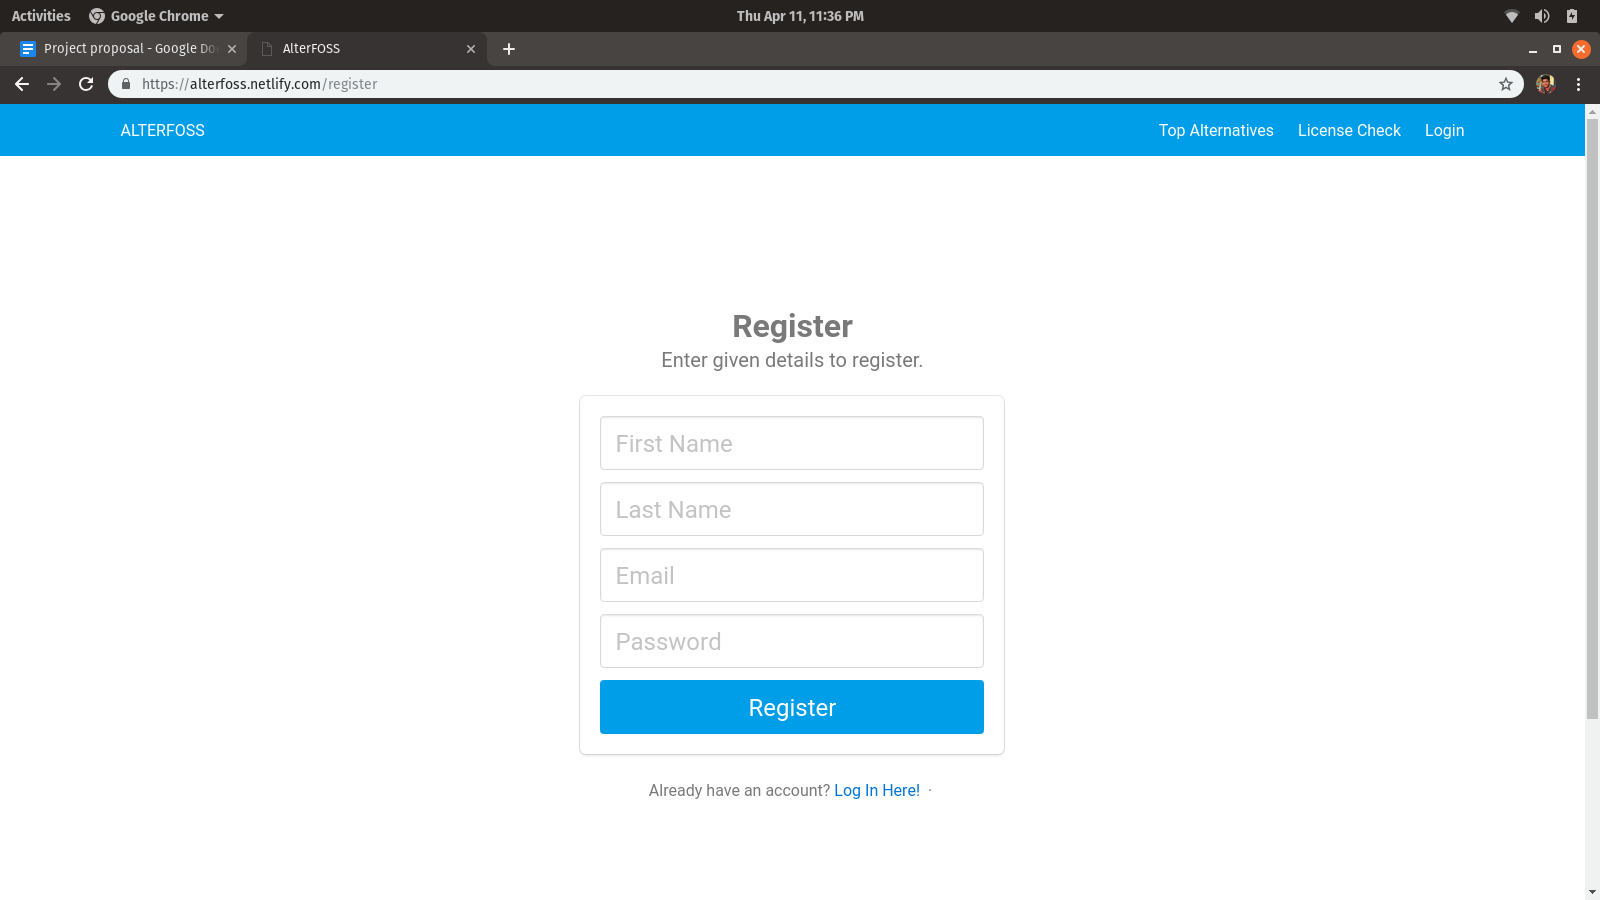 Activities Google Chrome Thu Apr 11, 11:36 PM
Project proposal - Google Do AlterFOSS
https://alterfoss.netlify.com/register
ALTERFOSS Top Alternatives License Check Login
Register
Enter given details to register.
First Name
Last Name
Email
Password
Register
Already have an account? Log In Here! ·